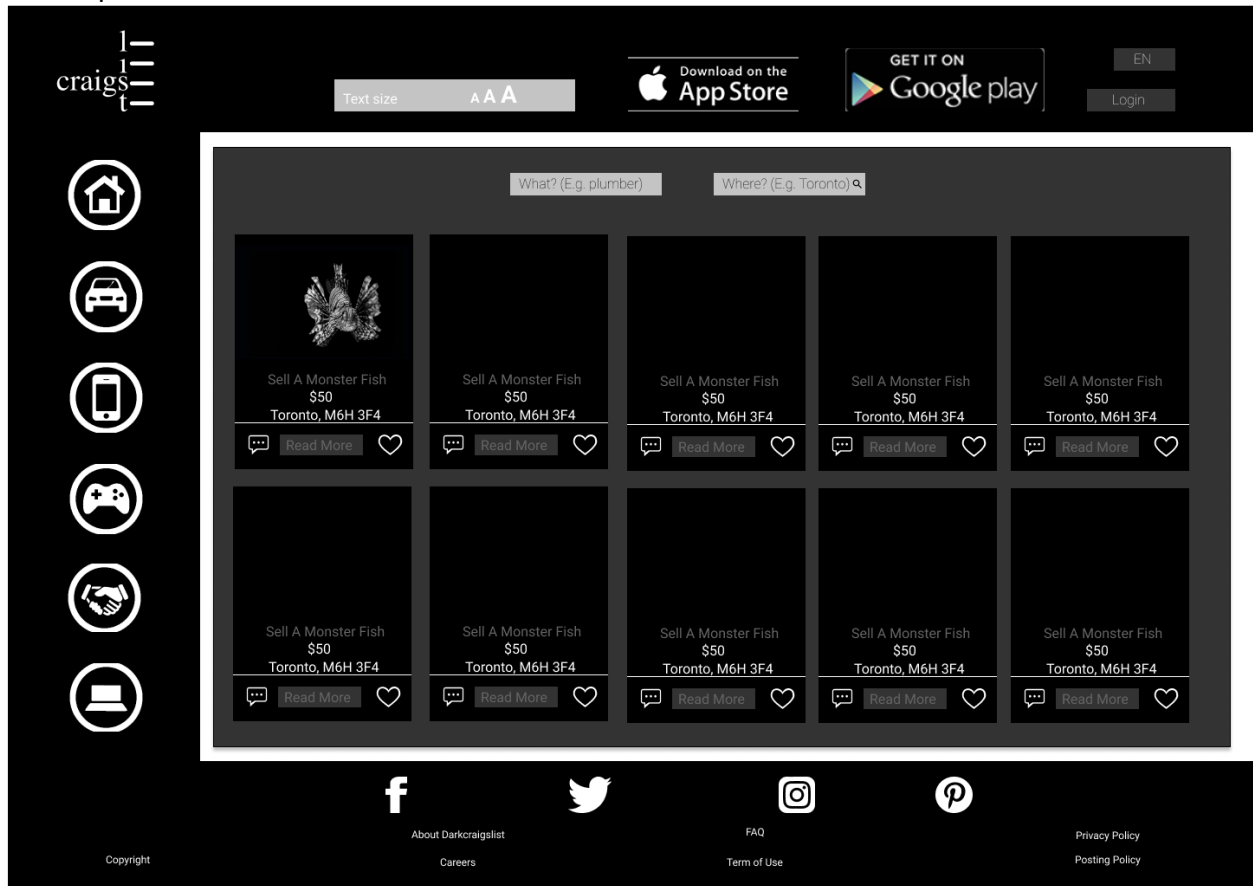 craigslist
Text size A A A
Download on the
App Store
GET IT ON
Google play
EN
Login
What? (E.g. plumber)
Where? (E.g. Toronto)
Sell A Monster Fish
$50
Toronto, M6H 3F4
Read More
Sell A Monster Fish
$50
Toronto, M6H 3F4
Read More
Sell A Monster Fish
$50
Toronto, M6H 3F4
Read More
Sell A Monster Fish
$50
Toronto, M6H 3F4
Read More
Sell A Monster Fish
$50
Toronto, M6H 3F4
Read More
Sell A Monster Fish
$50
Toronto, M6H 3F4
Read More
Sell A Monster Fish
$50
Toronto, M6H 3F4
Read More
Sell A Monster Fish
$50
Toronto, M6H 3F4
Read More
Sell A Monster Fish
$50
Toronto, M6H 3F4
Read More
Sell A Monster Fish
$50
Toronto, M6H 3F4
Read More
About Darkcraigslist
FAQ
Privacy Policy
Copyright
Careers
Term of Use
Posting Policy